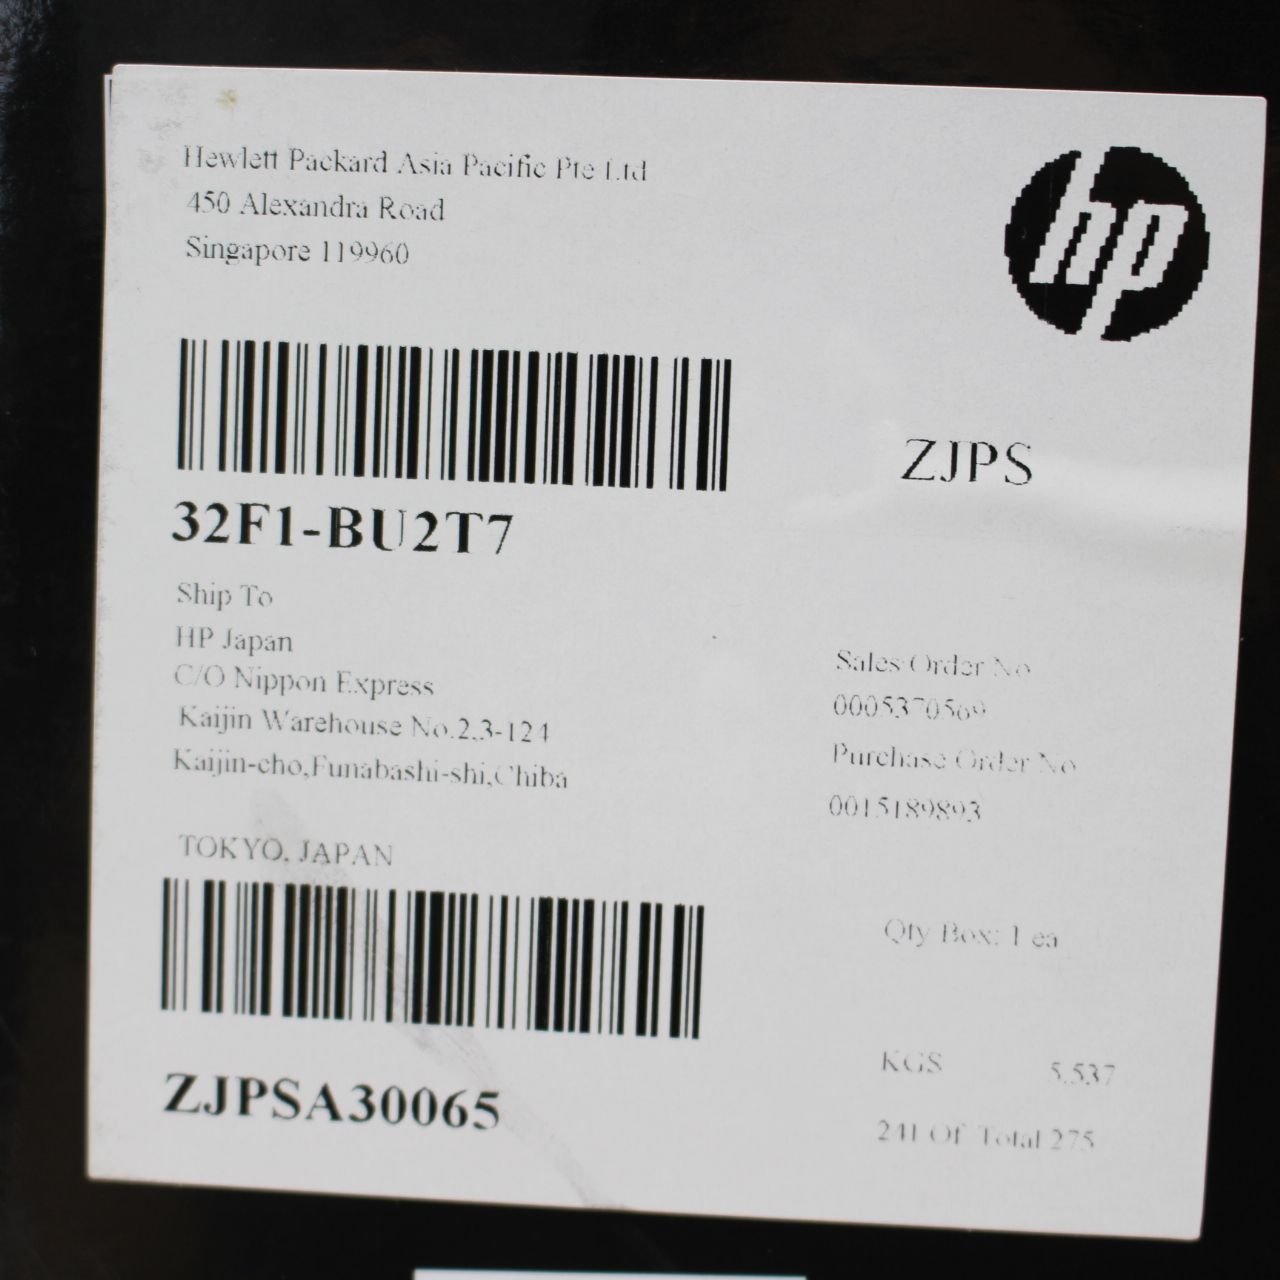 Hewlett Packard Asia Pacific Pte Ltd
450 Alexandra Road
Singapore 119960
hp
ZJPS
32F1-BU2T7
Ship To
HP Japan
C/O Nippon Express
Kaijin Warehouse No.2,3-124
Kaijin-cho,Funabashi-shi,Chiba
TOKYO, JAPAN
Sales Order No
0005370569
Purchase Order No
0015189893
Qty Box: 1 ea
ZJPSA30065
KGS 5.537
241 Of Total 275